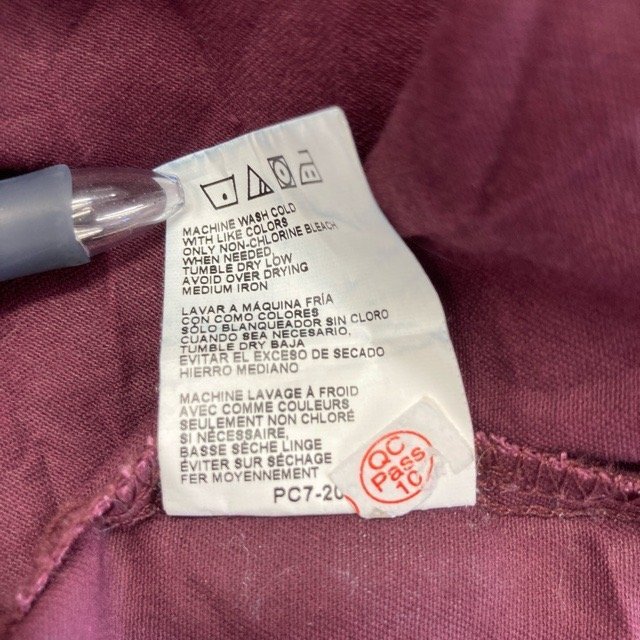 MACHINE WASH COLD
WITH LIKE COLORS
ONLY NON-CHLORINE BLEACH
WHEN NEEDED
TUMBLE DRY LOW
AVOID OVER DRYING
MEDIUM IRON
LAVAR A MÁQUINA FRÍA
CON COMO COLORES
SÓLO BLANQUEADOR SIN CLORO
CUANDO SEA NECESARIO,
TUMBLE DRY BAJA
EVITAR EL EXCESO DE SECADO
HIERRO MEDIANO
MACHINE LAVAGE À FROID
AVEC COMME COULEURS
SEULEMENT NON CHLORÉ
SI NÉCESSAIRE,
BASSE SÈCHE LINGE
ÉVITER SUR SÉCHAGE
FER MOYENNEMENT
QC
Pass
1C